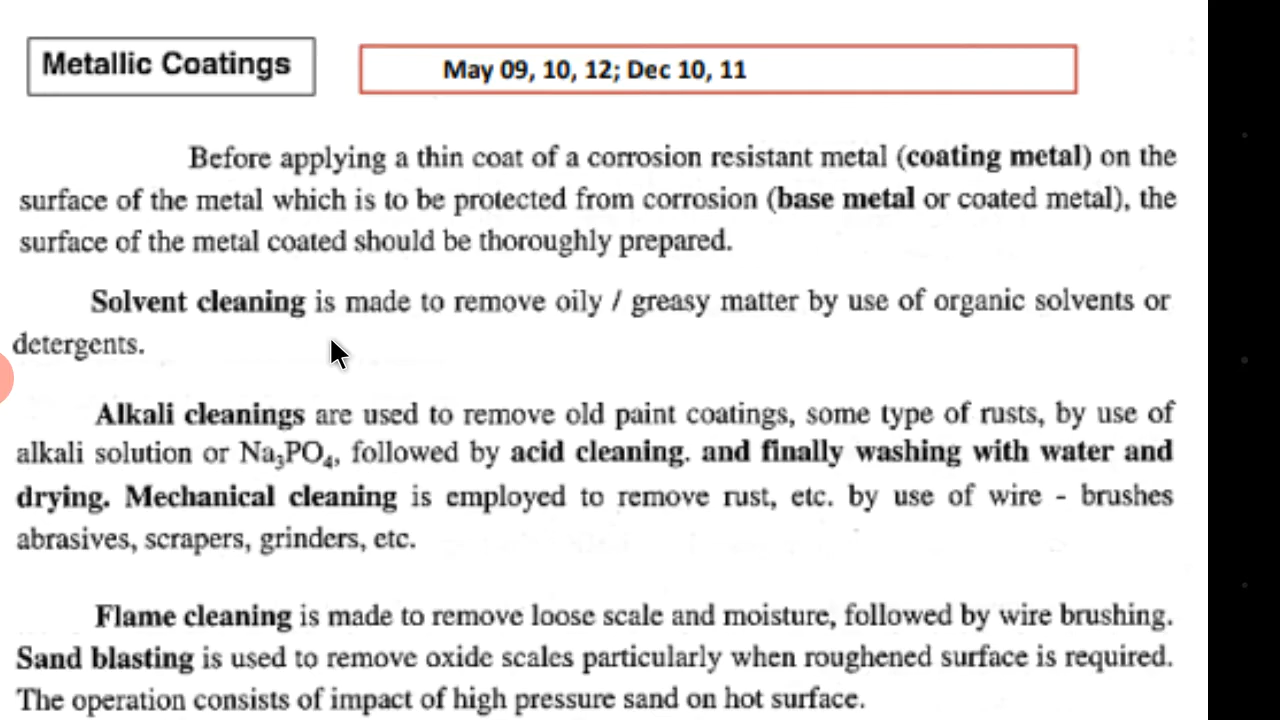 Metallic Coatings
May 09, 10, 12; Dec 10, 11
Before applying a thin coat of a corrosion resistant metal (coating metal) on the
surface of the metal which is to be protected from corrosion (base metal or coated metal), the
surface of the metal coated should be thoroughly prepared.
Solvent cleaning is made to remove oily / greasy matter by use of organic solvents or
detergents.
Alkali cleanings are used to remove old paint coatings, some type of rusts, by use of
alkali solution or Na₃PO₄, followed by acid cleaning. and finally washing with water and
drying. Mechanical cleaning is employed to remove rust, etc. by use of wire - brushes
abrasives, scrapers, grinders, etc.
Flame cleaning is made to remove loose scale and moisture, followed by wire brushing.
Sand blasting is used to remove oxide scales particularly when roughened surface is required.
The operation consists of impact of high pressure sand on hot surface.